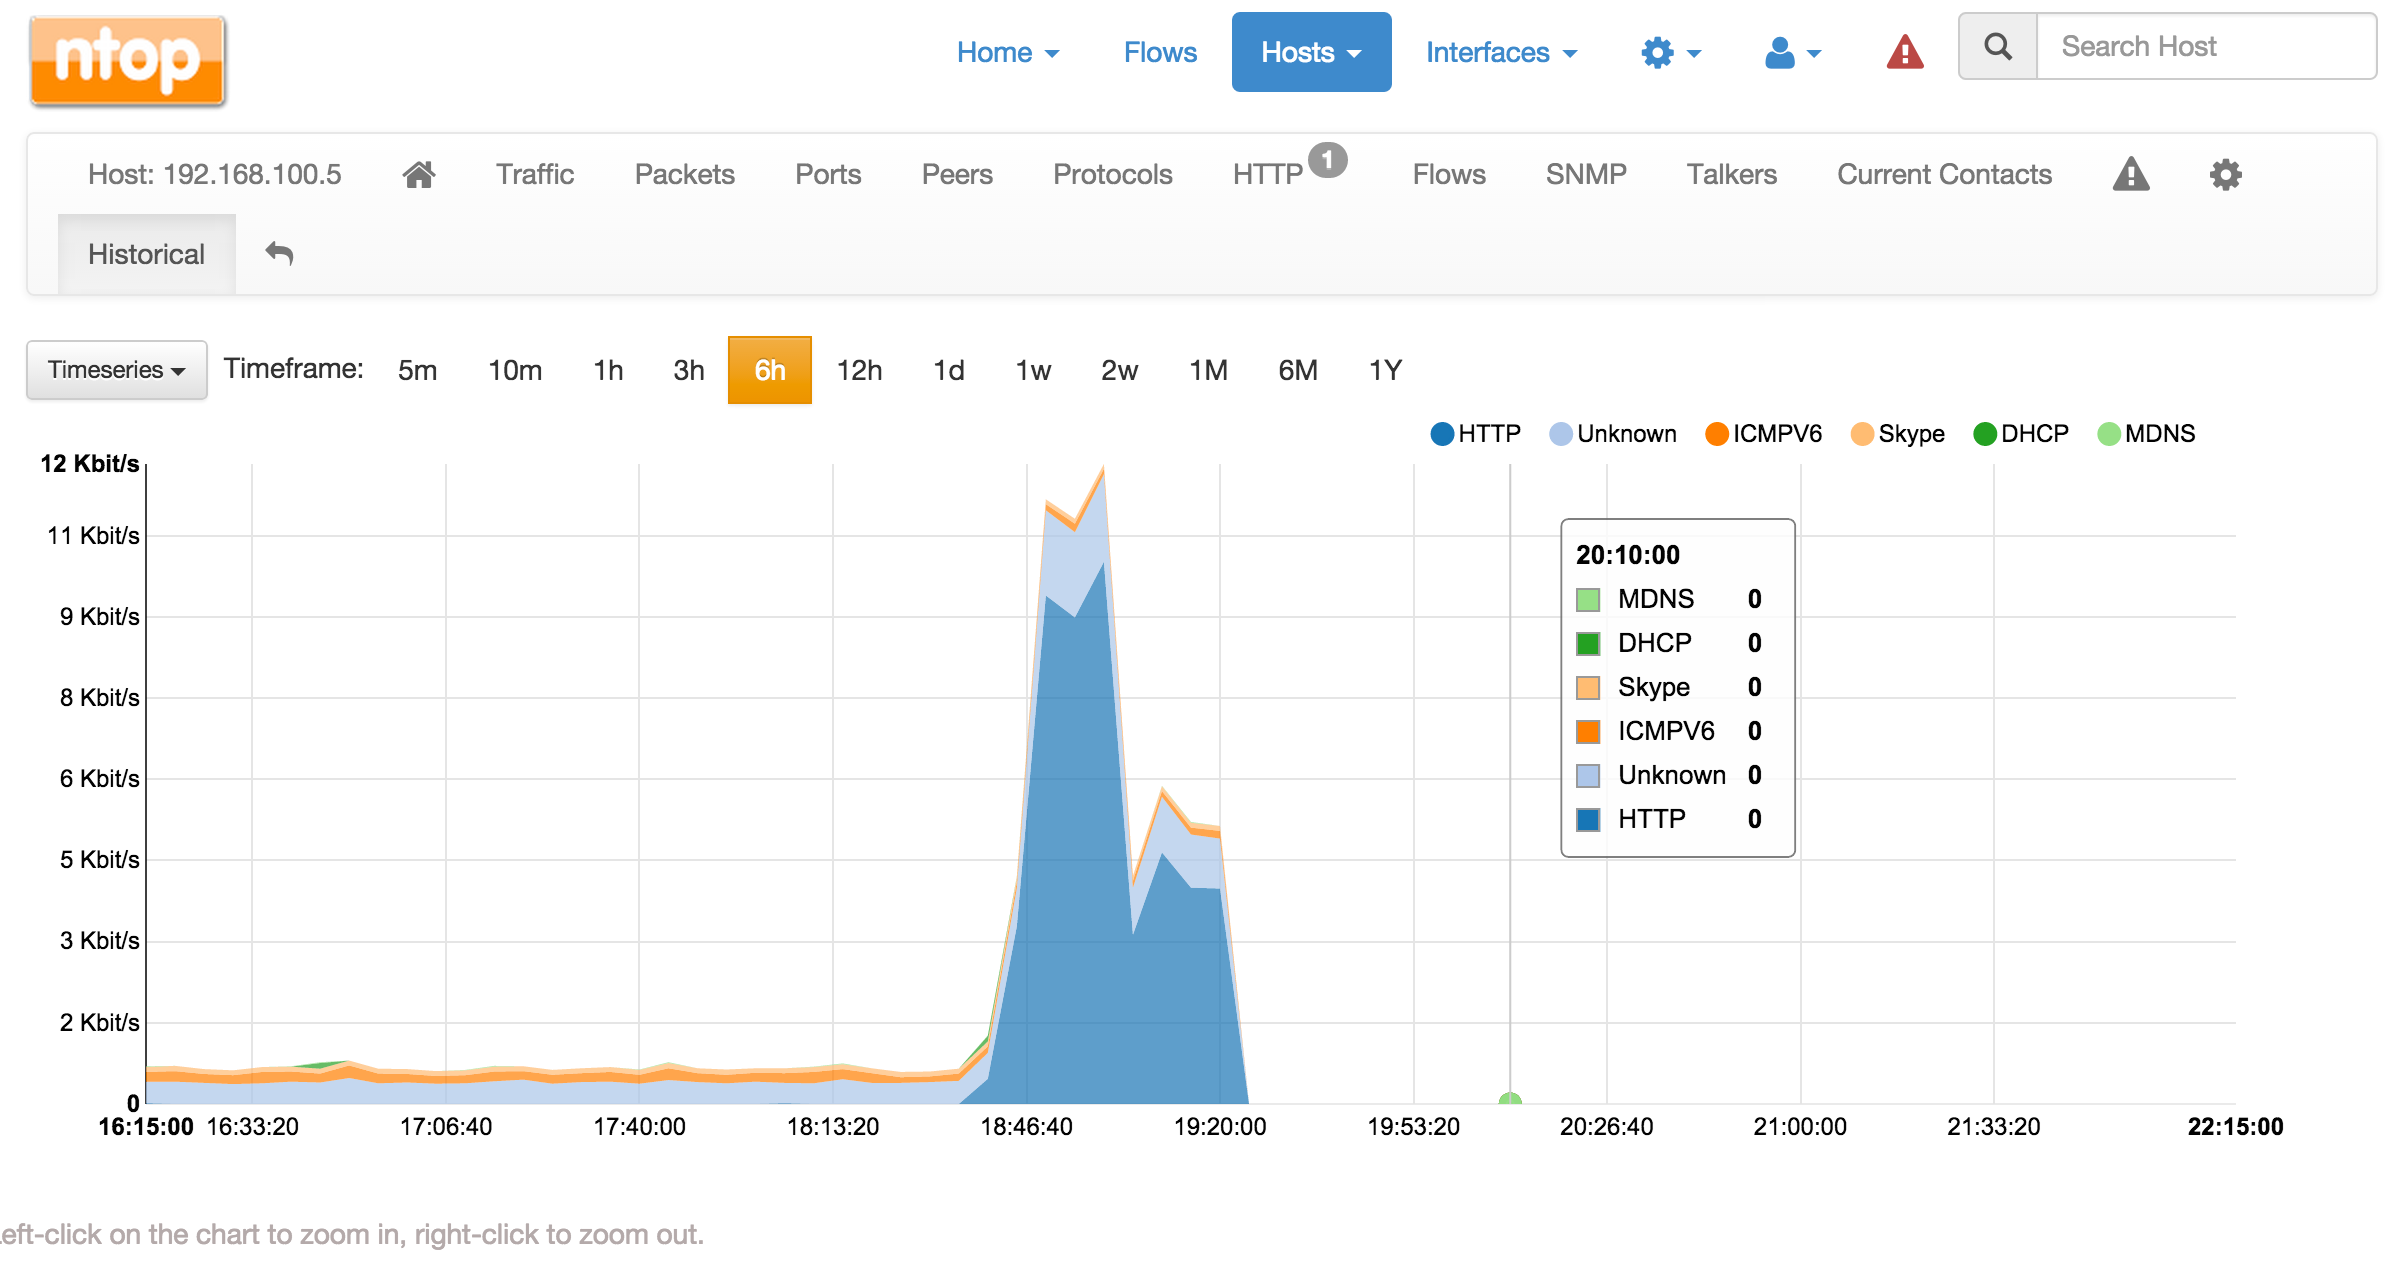 ntop
Home Flows Hosts Interfaces Search Host
Host: 192.168.100.5 Traffic Packets Ports Peers Protocols HTTP 1 Flows SNMP Talkers Current Contacts
Historical
Timeseries Timeframe: 5m 10m 1h 3h 6h 12h 1d 1w 2w 1M 6M 1Y
HTTP Unknown ICMPV6 Skype DHCP MDNS
12 Kbit/s
11 Kbit/s
9 Kbit/s
8 Kbit/s
6 Kbit/s
5 Kbit/s
3 Kbit/s
2 Kbit/s
0
20:10:00
MDNS 0
DHCP 0
Skype 0
ICMPV6 0
Unknown 0
HTTP 0
16:15:00 16:33:20 17:06:40 17:40:00 18:13:20 18:46:40 19:20:00 19:53:20 20:26:40 21:00:00 21:33:20 22:15:00
eft-click on the chart to zoom in, right-click to zoom out.